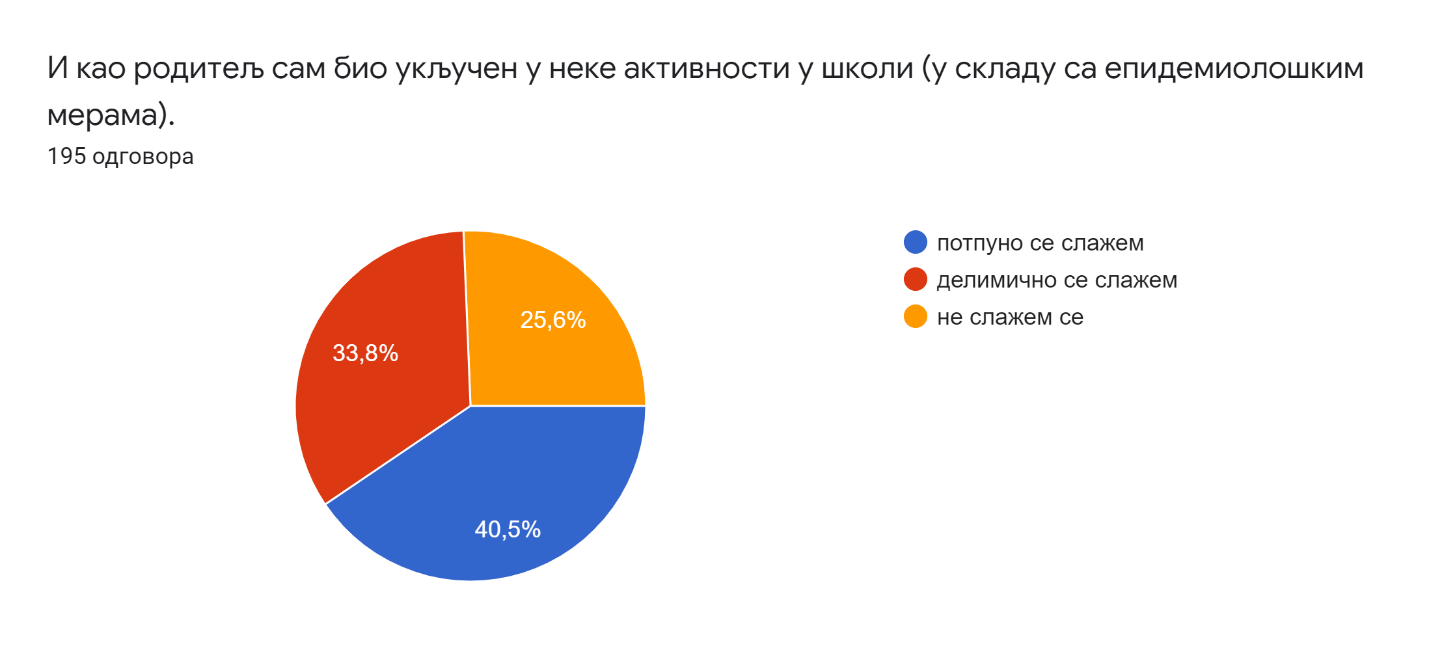 И као родитељ сам био укључен у неке активности у школи (у складу са епидемиолошким
мерама).
195 одговора
потпуно се слажем
делимично се слажем
не слажем се
25,6%
33,8%
40,5%